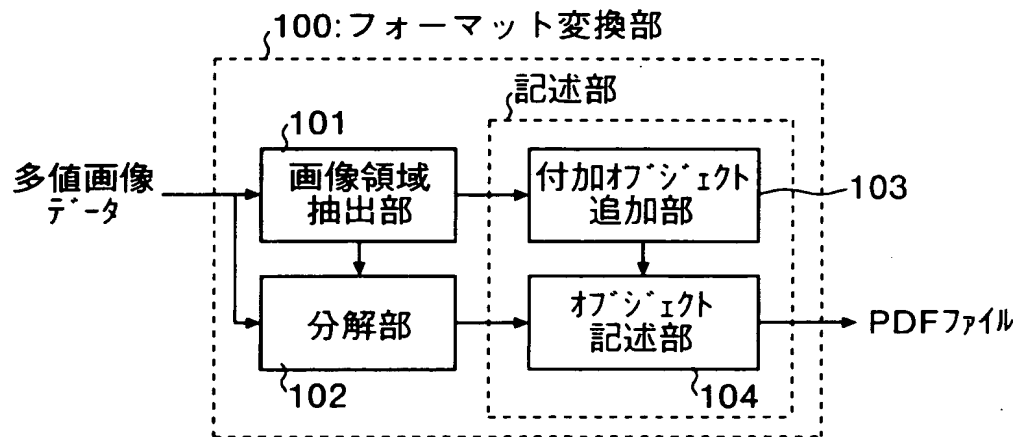 100:フォーマット変換部
記述部
101
多値画像
データ
画像領域
抽出部
付加オブジェクト
追加部
103
分解部
オブジェクト
記述部
PDFファイル
102
104